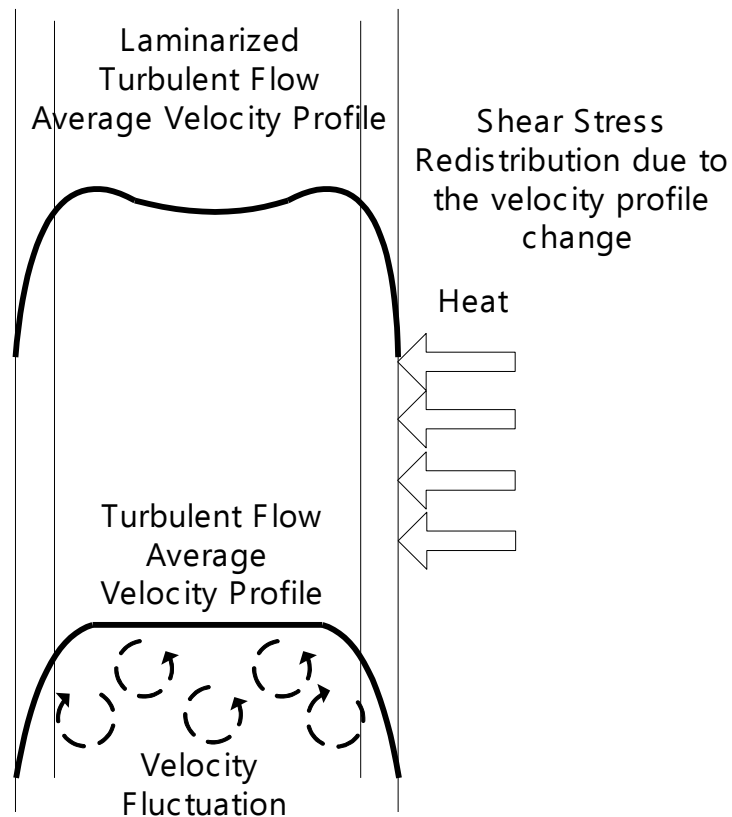 Laminarized
Turbulent Flow
Average Velocity Profile
Shear Stress
Redistribution due to
the velocity profile
change
Heat
Turbulent Flow
Average
Velocity Profile
Velocity
Fluctuation